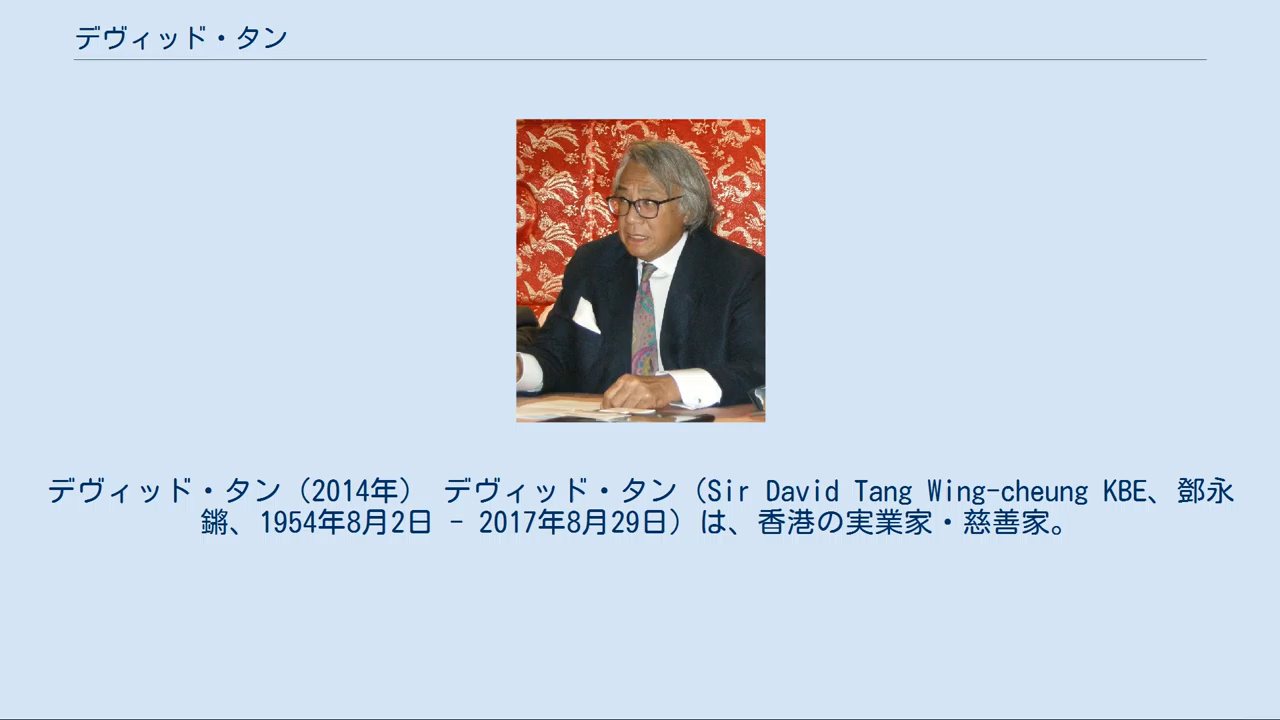 デヴィッド・タン
デヴィッド・タン（2014年） デヴィッド・タン（Sir David Tang Wing-cheung KBE、鄧永
鏘、1954年8月2日 - 2017年8月29日）は、香港の実業家・慈善家。